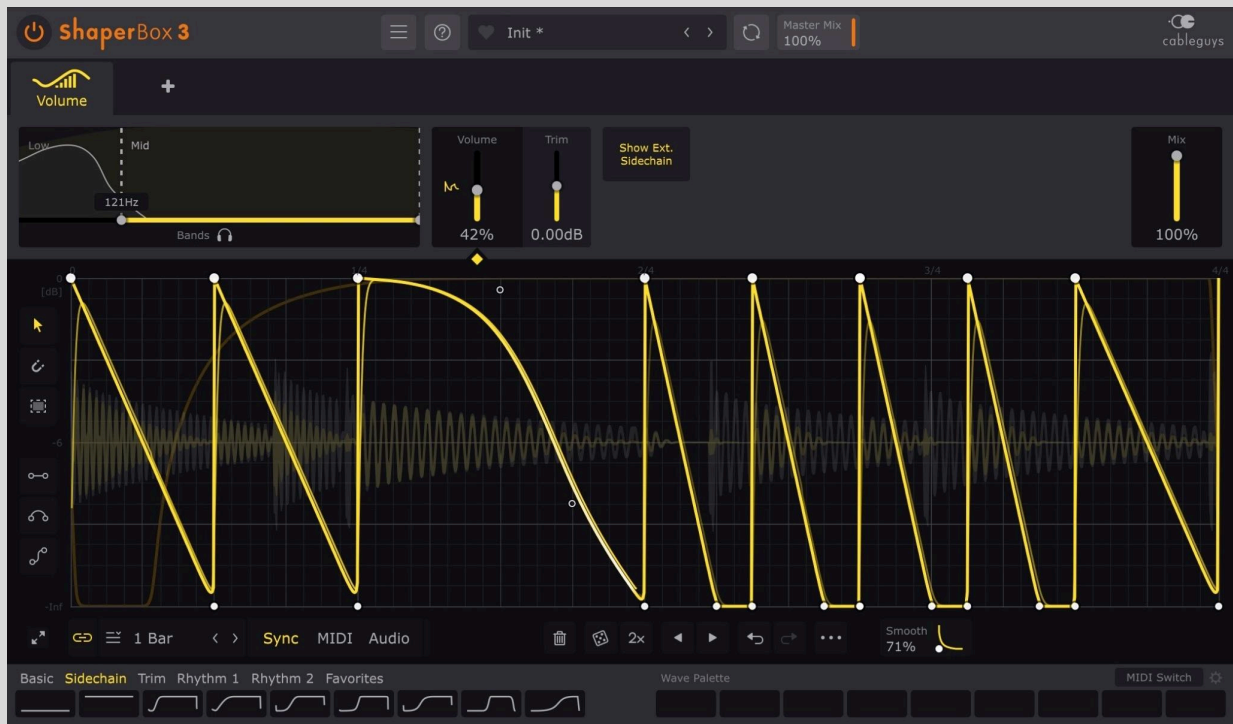 ShaperBox 3
Init *
Master Mix
100%
cableguys
Volume
Low
Mid
121Hz
Bands
Volume
42%
Trim
0.00dB
Show Ext.
Sidechain
Mix
100%
0
1/4
2/4
3/4
4/4
0
[dB]
-6
-Inf
1 Bar
Sync
MIDI
Audio
2x
Smooth
71%
Basic Sidechain Trim Rhythm 1 Rhythm 2 Favorites
Wave Palette
MIDI Switch